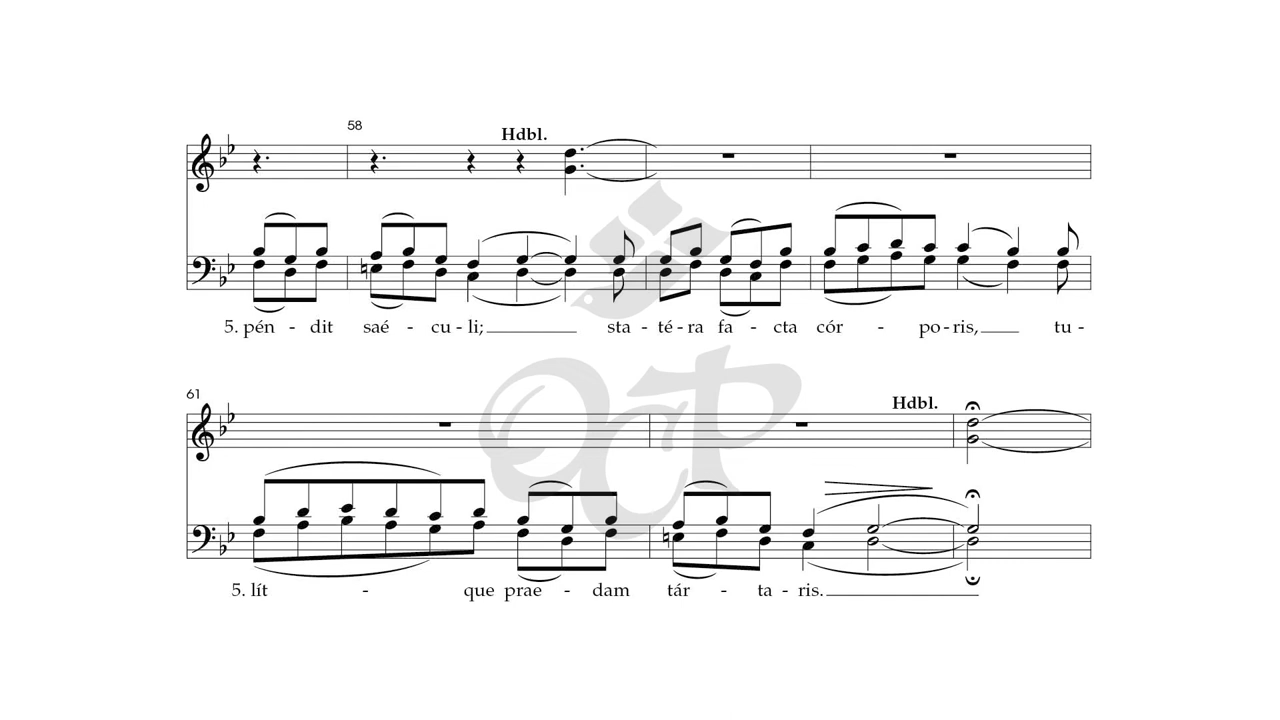 58
Hdbl.
5. pén - dit saé - cu - li; sta - té - ra fa - cta cór - po - ris, tu -
61
Hdbl.
5. lít - que prae - dam tár - ta - ris.
OCP